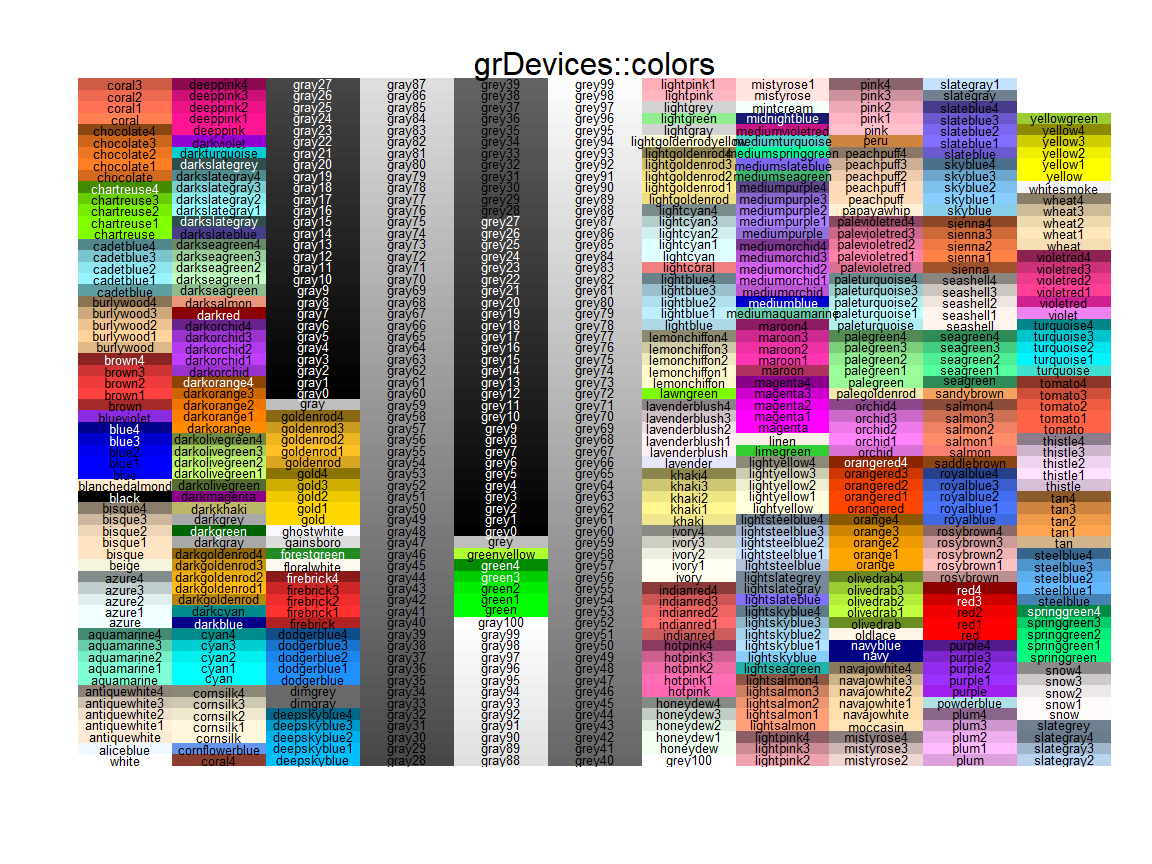 grDevices::colors
coral3
coral2
coral1
coral
chocolate4
chocolate3
chocolate2
chocolate1
chocolate
chartreuse4
chartreuse3
chartreuse2
chartreuse1
chartreuse
cadetblue4
cadetblue3
cadetblue2
cadetblue1
cadetblue
burlywood4
burlywood3
burlywood2
burlywood1
burlywood
brown4
brown3
brown2
brown1
brown
blueviolet
blue4
blue3
blue2
blue1
blue
blanchedalmond
black
bisque4
bisque3
bisque2
bisque1
bisque
beige
azure4
azure3
azure2
azure1
azure
aquamarine4
aquamarine3
aquamarine2
aquamarine1
aquamarine
antiquewhite4
antiquewhite3
antiquewhite2
antiquewhite1
antiquewhite
aliceblue
white
deeppink4
deeppink3
deeppink2
deeppink1
deeppink
darkviolet
darkturquoise
darkslategrey
darkslategray4
darkslategray3
darkslategray2
darkslategray1
darkslategray
darkslateblue
darkseagreen4
darkseagreen3
darkseagreen2
darkseagreen1
darkseagreen
darksalmon
darkred
darkorchid4
darkorchid3
darkorchid2
darkorchid1
darkorchid
darkorange4
darkorange3
darkorange2
darkorange1
darkorange
darkolivegreen4
darkolivegreen3
darkolivegreen2
darkolivegreen1
darkolivegreen
darkmagenta
darkkhaki
darkgrey
darkgreen
darkgray
darkgoldenrod4
darkgoldenrod3
darkgoldenrod2
darkgoldenrod1
darkgoldenrod
darkcyan
darkblue
cyan4
cyan3
cyan2
cyan1
cyan
cornsilk4
cornsilk3
cornsilk2
cornsilk1
cornsilk
cornflowerblue
coral4
gray27
gray26
gray25
gray24
gray23
gray22
gray21
gray20
gray19
gray18
gray17
gray16
gray15
gray14
gray13
gray12
gray11
gray10
gray9
gray8
gray7
gray6
gray5
gray4
gray3
gray2
gray1
gray0
gray
goldenrod4
goldenrod3
goldenrod2
goldenrod1
goldenrod
gold4
gold3
gold2
gold1
gold
ghostwhite
gainsboro
forestgreen
floralwhite
firebrick4
firebrick3
firebrick2
firebrick1
firebrick
dodgerblue4
dodgerblue3
dodgerblue2
dodgerblue1
dodgerblue
dimgrey
dimgray
deepskyblue4
deepskyblue3
deepskyblue2
deepskyblue1
deepskyblue
gray87
gray86
gray85
gray84
gray83
gray82
gray81
gray80
gray79
gray78
gray77
gray76
gray75
gray74
gray73
gray72
gray71
gray70
gray69
gray68
gray67
gray66
gray65
gray64
gray63
gray62
gray61
gray60
gray59
gray58
gray57
gray56
gray55
gray54
gray53
gray52
gray51
gray50
gray49
gray48
gray47
gray46
gray45
gray44
gray43
gray42
gray41
gray40
gray39
gray38
gray37
gray36
gray35
gray34
gray33
gray32
gray31
gray30
gray29
gray28
grey39
grey38
grey37
grey36
grey35
grey34
grey33
grey32
grey31
grey30
grey29
grey28
grey27
grey26
grey25
grey24
grey23
grey22
grey21
grey20
grey19
grey18
grey17
grey16
grey15
grey14
grey13
grey12
grey11
grey10
grey9
grey8
grey7
grey6
grey5
grey4
grey3
grey2
grey1
grey0
grey
greenyellow
green4
green3
green2
green1
green
gray100
gray99
gray98
gray97
gray96
gray95
gray94
gray93
gray92
gray91
gray90
gray89
gray88
grey99
grey98
grey97
grey96
grey95
grey94
grey93
grey92
grey91
grey90
grey89
grey88
grey87
grey86
grey85
grey84
grey83
grey82
grey81
grey80
grey79
grey78
grey77
grey76
grey75
grey74
grey73
grey72
grey71
grey70
grey69
grey68
grey67
grey66
grey65
grey64
grey63
grey62
grey61
grey60
grey59
grey58
grey57
grey56
grey55
grey54
grey53
grey52
grey51
grey50
grey49
grey48
grey47
grey46
grey45
grey44
grey43
grey42
grey41
grey40
lightpink1
lightpink
lightgrey
lightgreen
lightgray
lightgoldenrodyellow
lightgoldenrod4
lightgoldenrod3
lightgoldenrod2
lightgoldenrod1
lightgoldenrod
lightcyan4
lightcyan3
lightcyan2
lightcyan1
lightcyan
lightcoral
lightblue4
lightblue3
lightblue2
lightblue1
lightblue
lemonchiffon4
lemonchiffon3
lemonchiffon2
lemonchiffon1
lemonchiffon
lawngreen
lavenderblush4
lavenderblush3
lavenderblush2
lavenderblush1
lavenderblush
lavender
khaki4
khaki3
khaki2
khaki1
khaki
ivory4
ivory3
ivory2
ivory1
ivory
indianred4
indianred3
indianred2
indianred1
indianred
hotpink4
hotpink3
hotpink2
hotpink1
hotpink
honeydew4
honeydew3
honeydew2
honeydew1
honeydew
grey100
mistyrose1
mistyrose
mintcream
midnightblue
mediumvioletred
mediumturquoise
mediumspringgreen
mediumslateblue
mediumseagreen
mediumpurple4
mediumpurple3
mediumpurple2
mediumpurple1
mediumpurple
mediumorchid4
mediumorchid3
mediumorchid2
mediumorchid1
mediumorchid
mediumblue
mediumaquamarine
maroon4
maroon3
maroon2
maroon1
maroon
magenta4
magenta3
magenta2
magenta1
magenta
linen
limegreen
lightyellow4
lightyellow3
lightyellow2
lightyellow1
lightyellow
lightsteelblue4
lightsteelblue3
lightsteelblue2
lightsteelblue1
lightsteelblue
lightslategrey
lightslategray
lightslateblue
lightskyblue4
lightskyblue3
lightskyblue2
lightskyblue1
lightskyblue
lightseagreen
lightsalmon4
lightsalmon3
lightsalmon2
lightsalmon1
lightsalmon
lightpink4
lightpink3
lightpink2
pink4
pink3
pink2
pink1
pink
peru
peachpuff4
peachpuff3
peachpuff2
peachpuff1
peachpuff
papayawhip
palevioletred4
palevioletred3
palevioletred2
palevioletred1
palevioletred
paleturquoise4
paleturquoise3
paleturquoise2
paleturquoise1
paleturquoise
palegreen4
palegreen3
palegreen2
palegreen1
palegreen
palegoldenrod
orchid4
orchid3
orchid2
orchid1
orchid
orangered4
orangered3
orangered2
orangered1
orangered
orange4
orange3
orange2
orange1
orange
olivedrab4
olivedrab3
olivedrab2
olivedrab1
olivedrab
oldlace
navyblue
navy
navajowhite4
navajowhite3
navajowhite2
navajowhite1
navajowhite
moccasin
mistyrose4
mistyrose3
mistyrose2
slategray1
slategray
slateblue4
slateblue3
slateblue2
slateblue1
slateblue
skyblue4
skyblue3
skyblue2
skyblue1
skyblue
sienna4
sienna3
sienna2
sienna1
sienna
seashell4
seashell3
seashell2
seashell1
seashell
seagreen4
seagreen3
seagreen2
seagreen1
seagreen
sandybrown
salmon4
salmon3
salmon2
salmon1
salmon
saddlebrown
royalblue4
royalblue3
royalblue2
royalblue1
royalblue
rosybrown4
rosybrown3
rosybrown2
rosybrown1
rosybrown
red4
red3
red2
red1
red
purple4
purple3
purple2
purple1
purple
powderblue
plum4
plum3
plum2
plum1
plum
yellowgreen
yellow4
yellow3
yellow2
yellow1
yellow
whitesmoke
wheat4
wheat3
wheat2
wheat1
wheat
violetred4
violetred3
violetred2
violetred1
violetred
violet
turquoise4
turquoise3
turquoise2
turquoise1
turquoise
tomato4
tomato3
tomato2
tomato1
tomato
thistle4
thistle3
thistle2
thistle1
thistle
tan4
tan3
tan2
tan1
tan
steelblue4
steelblue3
steelblue2
steelblue1
steelblue
springgreen4
springgreen3
springgreen2
springgreen1
springgreen
snow4
snow3
snow2
snow1
snow
slategrey
slategray4
slategray3
slategray2